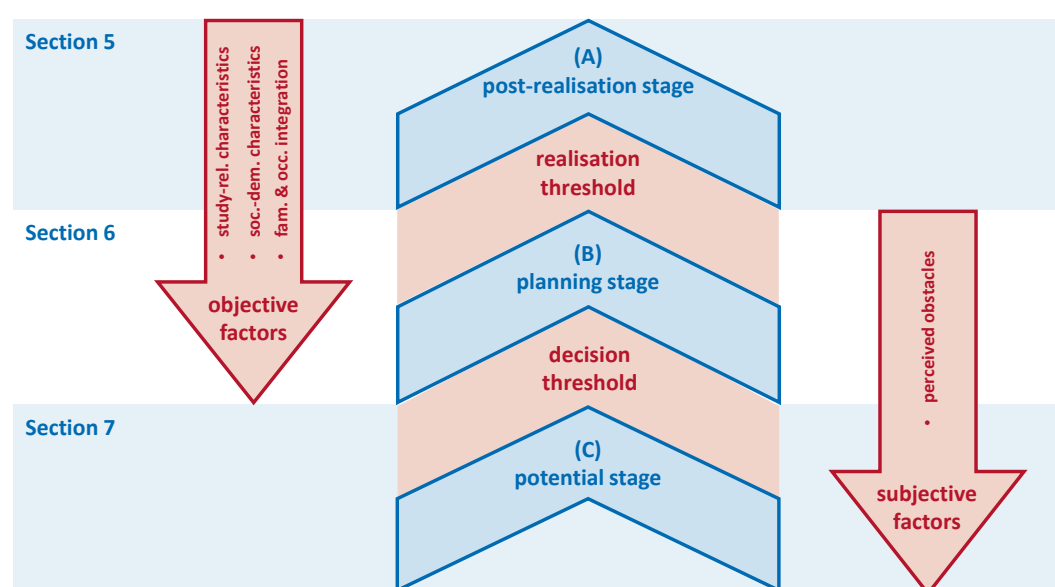 Section 5
• study-rel. characteristics
• soc.-dem. characteristics
• fam. & occ. integration
objective
factors
(A)
post-realisation stage
realisation
threshold
Section 6
(B)
planning stage
decision
threshold
• perceived obstacles
subjective
factors
Section 7
(C)
potential stage